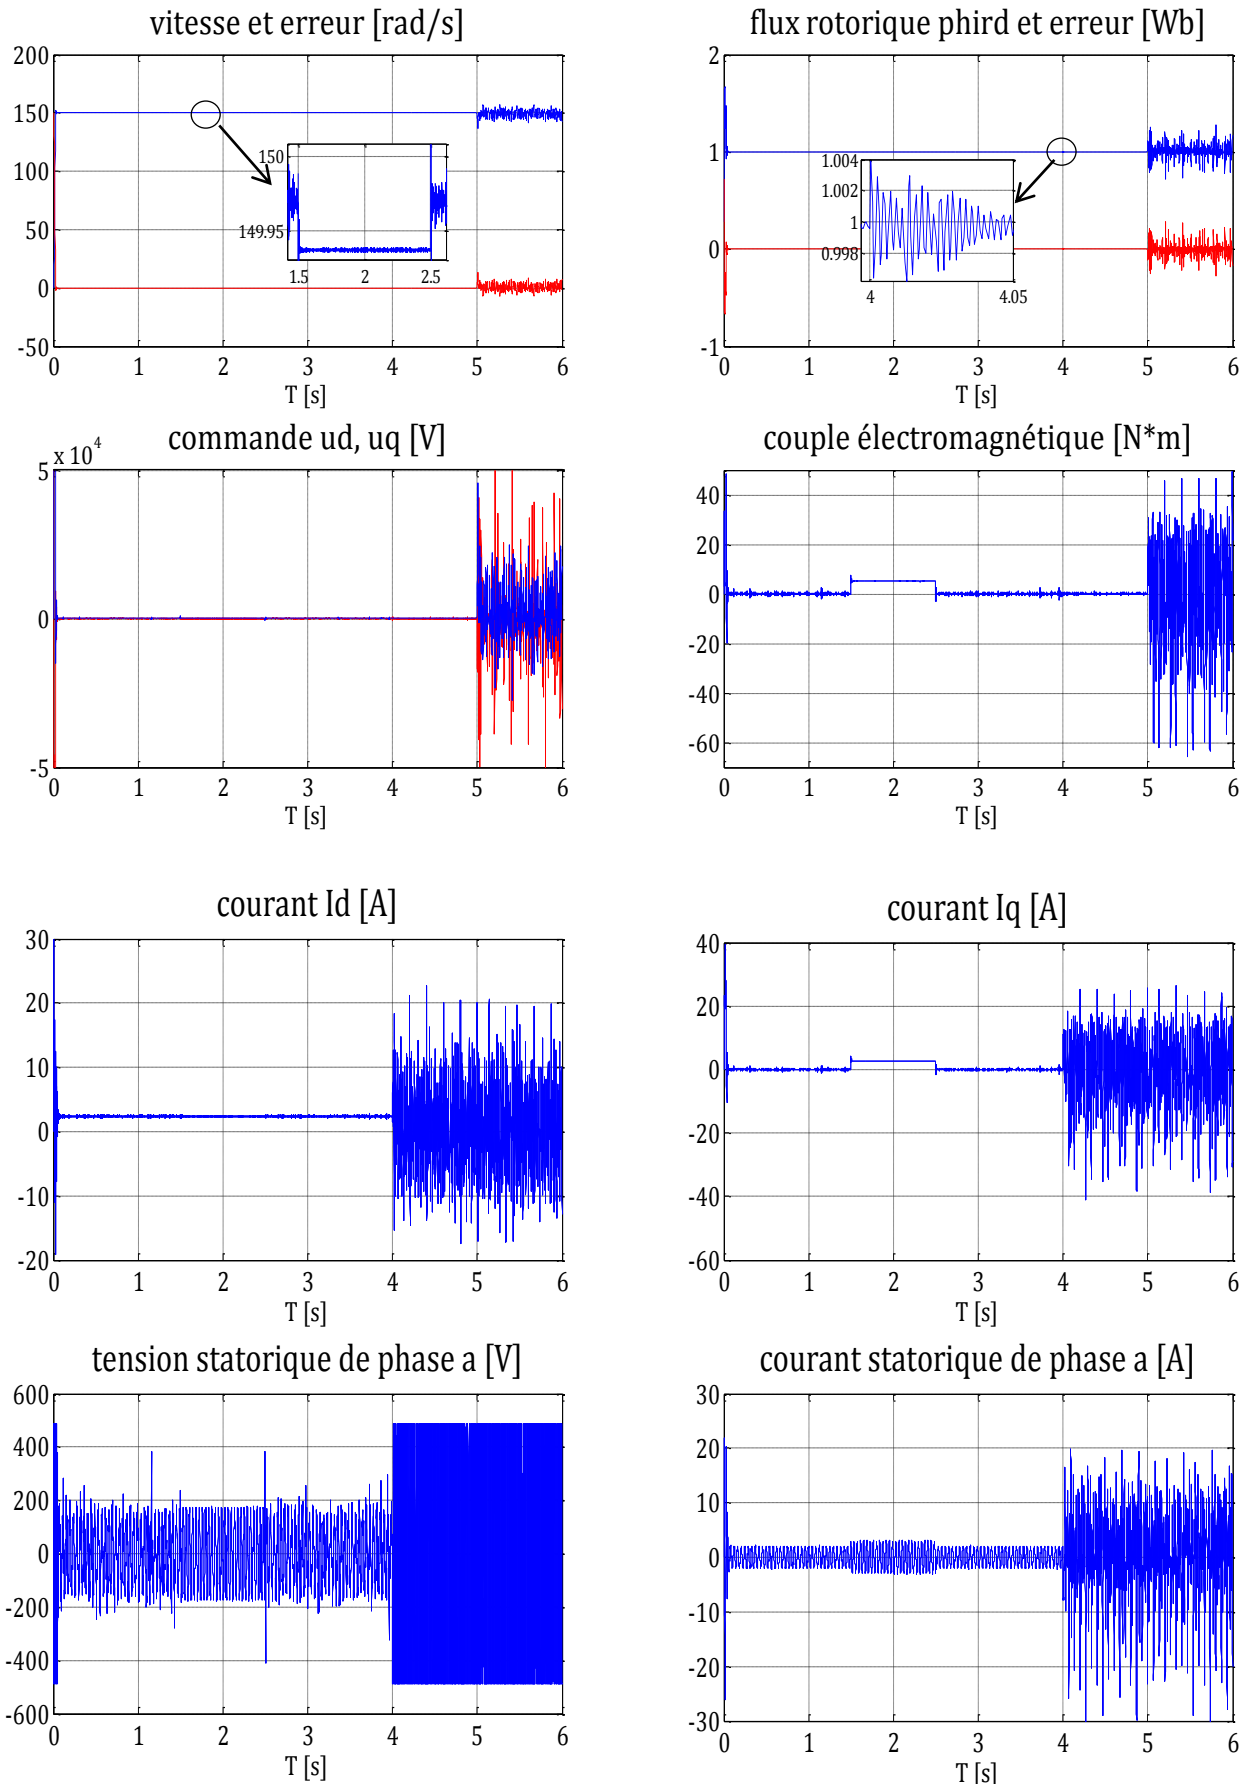 vitesse et erreur [rad/s]
200
150
100
50
0
-50
150
149.95
1.5 2 2.5
0 1 2 3 4 5 6
T [s]
flux rotorique phird et erreur [Wb]
2
1
0
-1
1.004
1.002
1
0.998
4 4.05
0 1 2 3 4 5 6
T [s]
commande ud, uq [V]
x 10^4
5
0
-5
0 1 2 3 4 5 6
T [s]
couple électromagnétique [N*m]
40
20
0
-20
-40
-60
0 1 2 3 4 5 6
T [s]
courant Id [A]
30
20
10
0
-10
-20
0 1 2 3 4 5 6
T [s]
courant Iq [A]
40
20
0
-20
-40
-60
0 1 2 3 4 5 6
T [s]
tension statorique de phase a [V]
600
400
200
0
-200
-400
-600
0 1 2 3 4 5 6
T [s]
courant statorique de phase a [A]
30
20
10
0
-10
-20
-30
0 1 2 3 4 5 6
T [s]